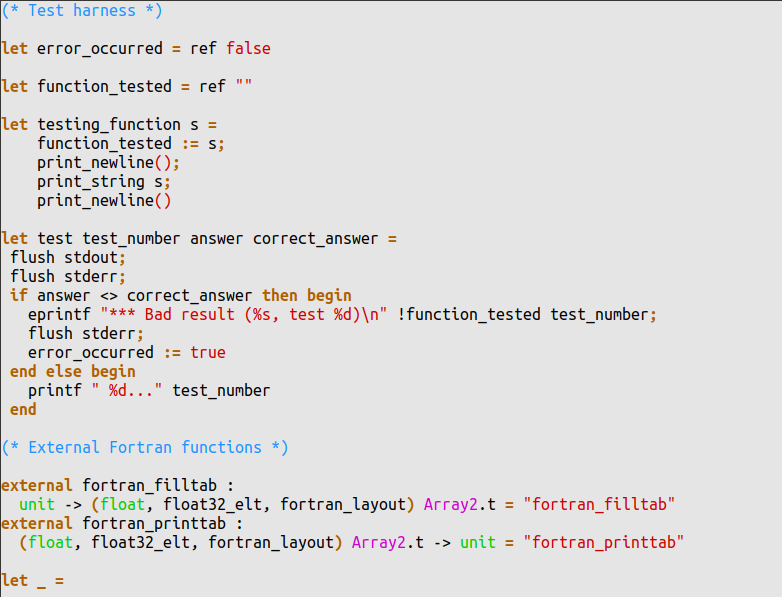 (* Test harness *)

let error_occurred = ref false

let function_tested = ref ""

let testing_function s =
    function_tested := s;
    print_newline();
    print_string s;
    print_newline()

let test test_number answer correct_answer =
 flush stdout;
 flush stderr;
 if answer <> correct_answer then begin
   eprintf "*** Bad result (%s, test %d)\n" !function_tested test_number;
   flush stderr;
   error_occurred := true
 end else begin
   printf " %d..." test_number
 end

(* External Fortran functions *)

external fortran_filltab :
  unit -> (float, float32_elt, fortran_layout) Array2.t = "fortran_filltab"
external fortran_printtab :
  (float, float32_elt, fortran_layout) Array2.t -> unit = "fortran_printtab"

let _ =